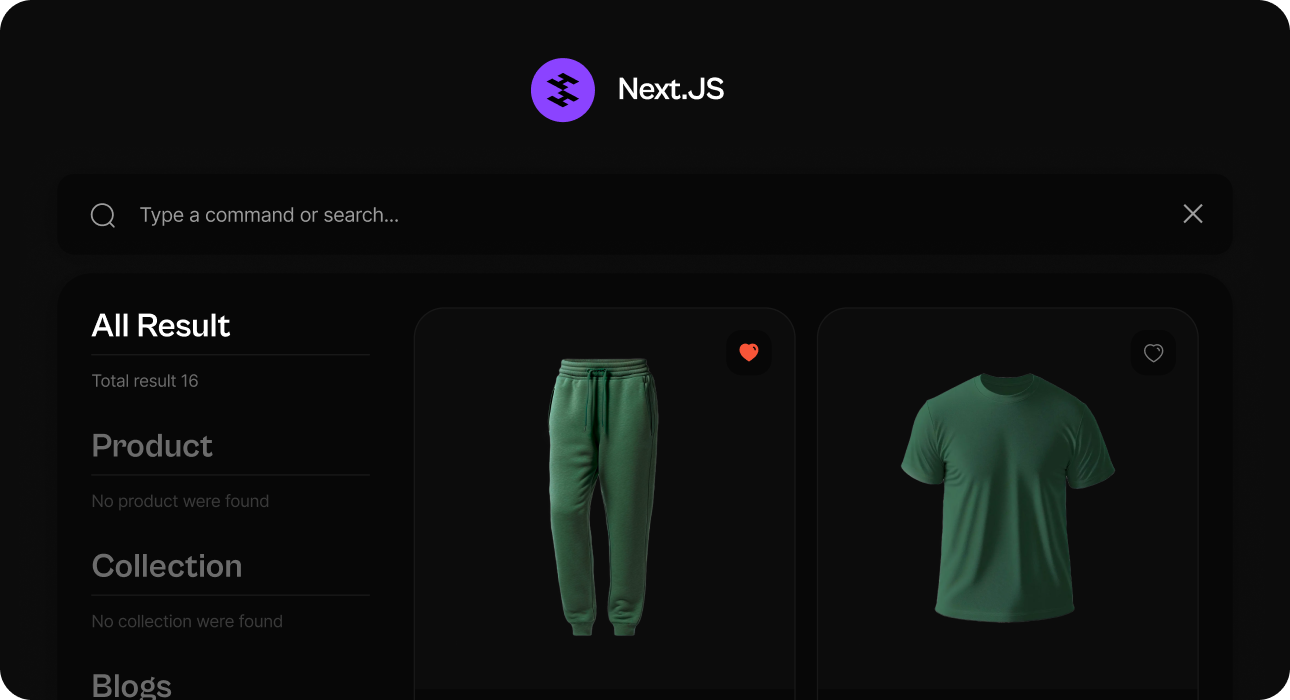 Next.JS
Type a command or search...
All Result
Total result 16
Product
No product were found
Collection
No collection were found
Blogs